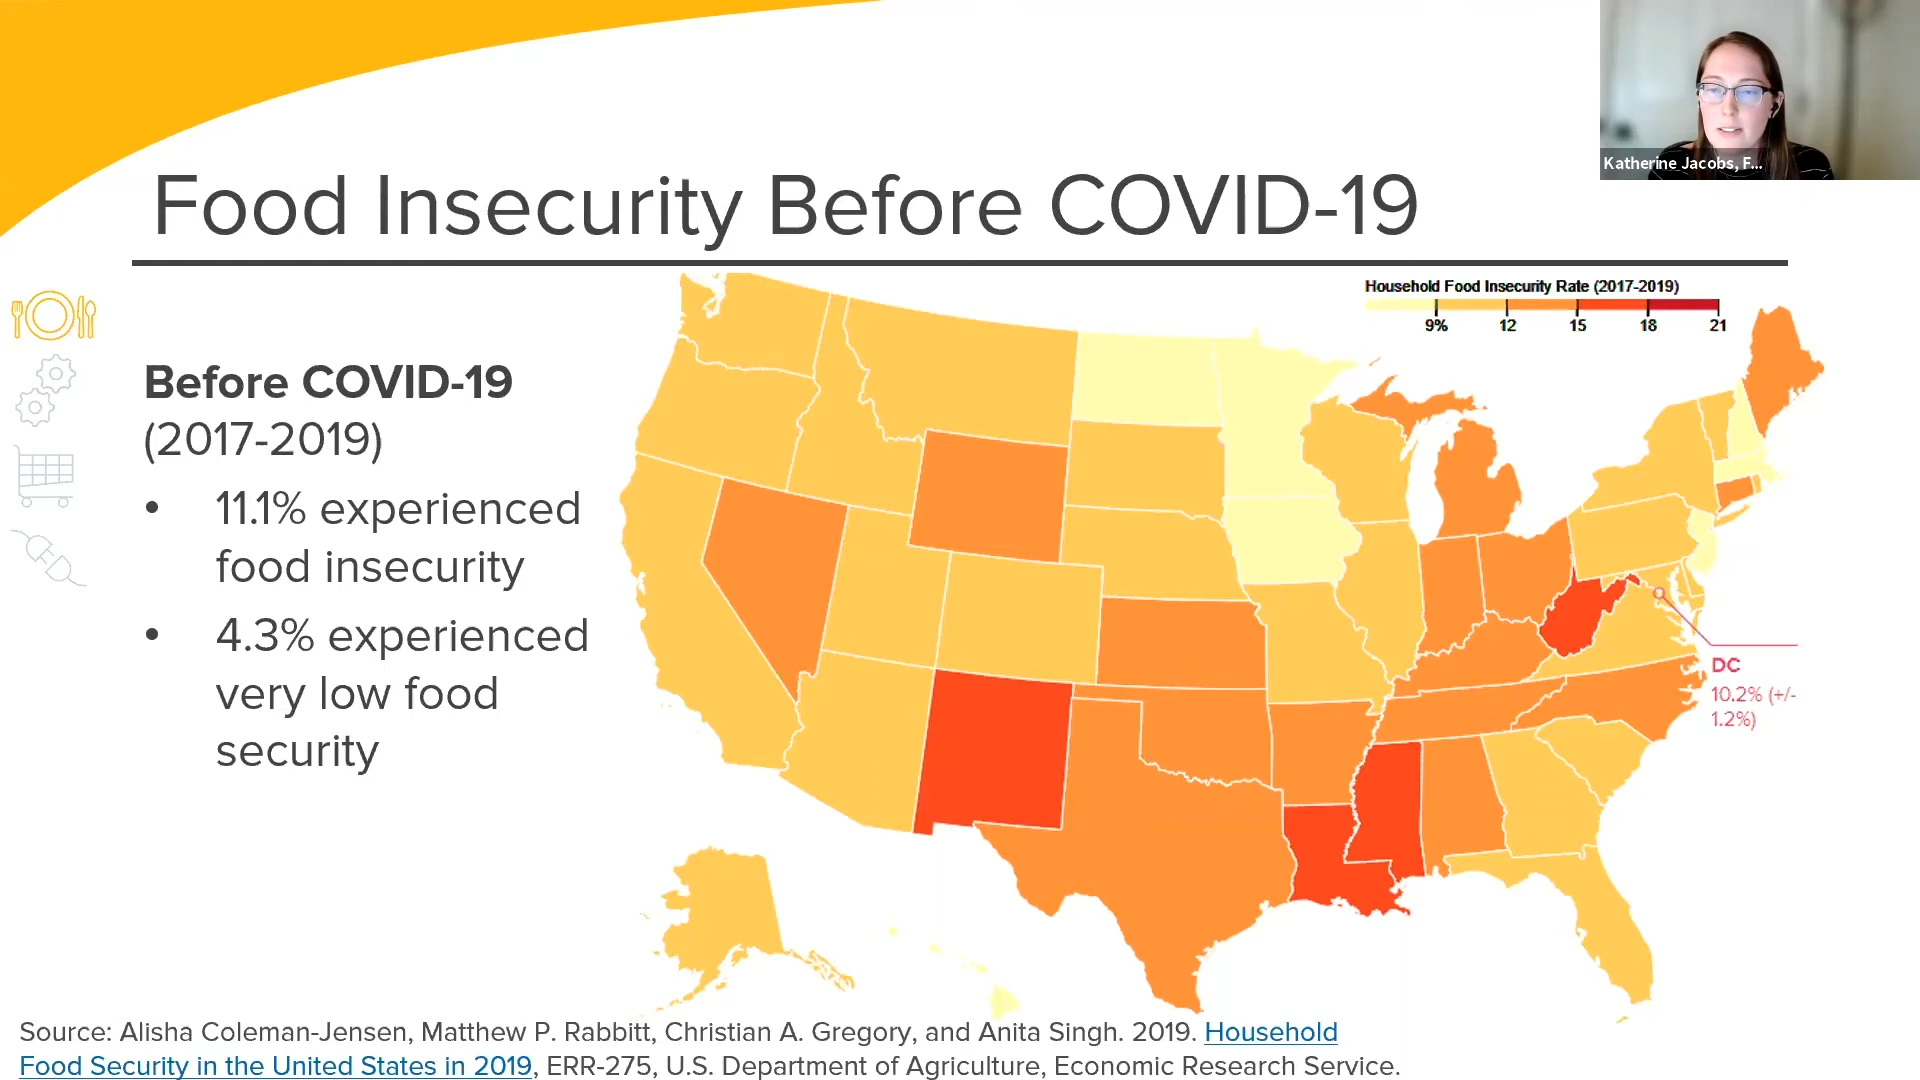 Katherine Jacobs, F...
Food Insecurity Before COVID-19
Household Food Insecurity Rate (2017-2019)
9% 12 15 18 21
Before COVID-19
(2017-2019)
• 11.1% experienced
food insecurity
• 4.3% experienced
very low food
security
DC
10.2% (+/-
1.2%)
Source: Alisha Coleman-Jensen, Matthew P. Rabbitt, Christian A. Gregory, and Anita Singh. 2019. Household
Food Security in the United States in 2019, ERR-275, U.S. Department of Agriculture, Economic Research Service.